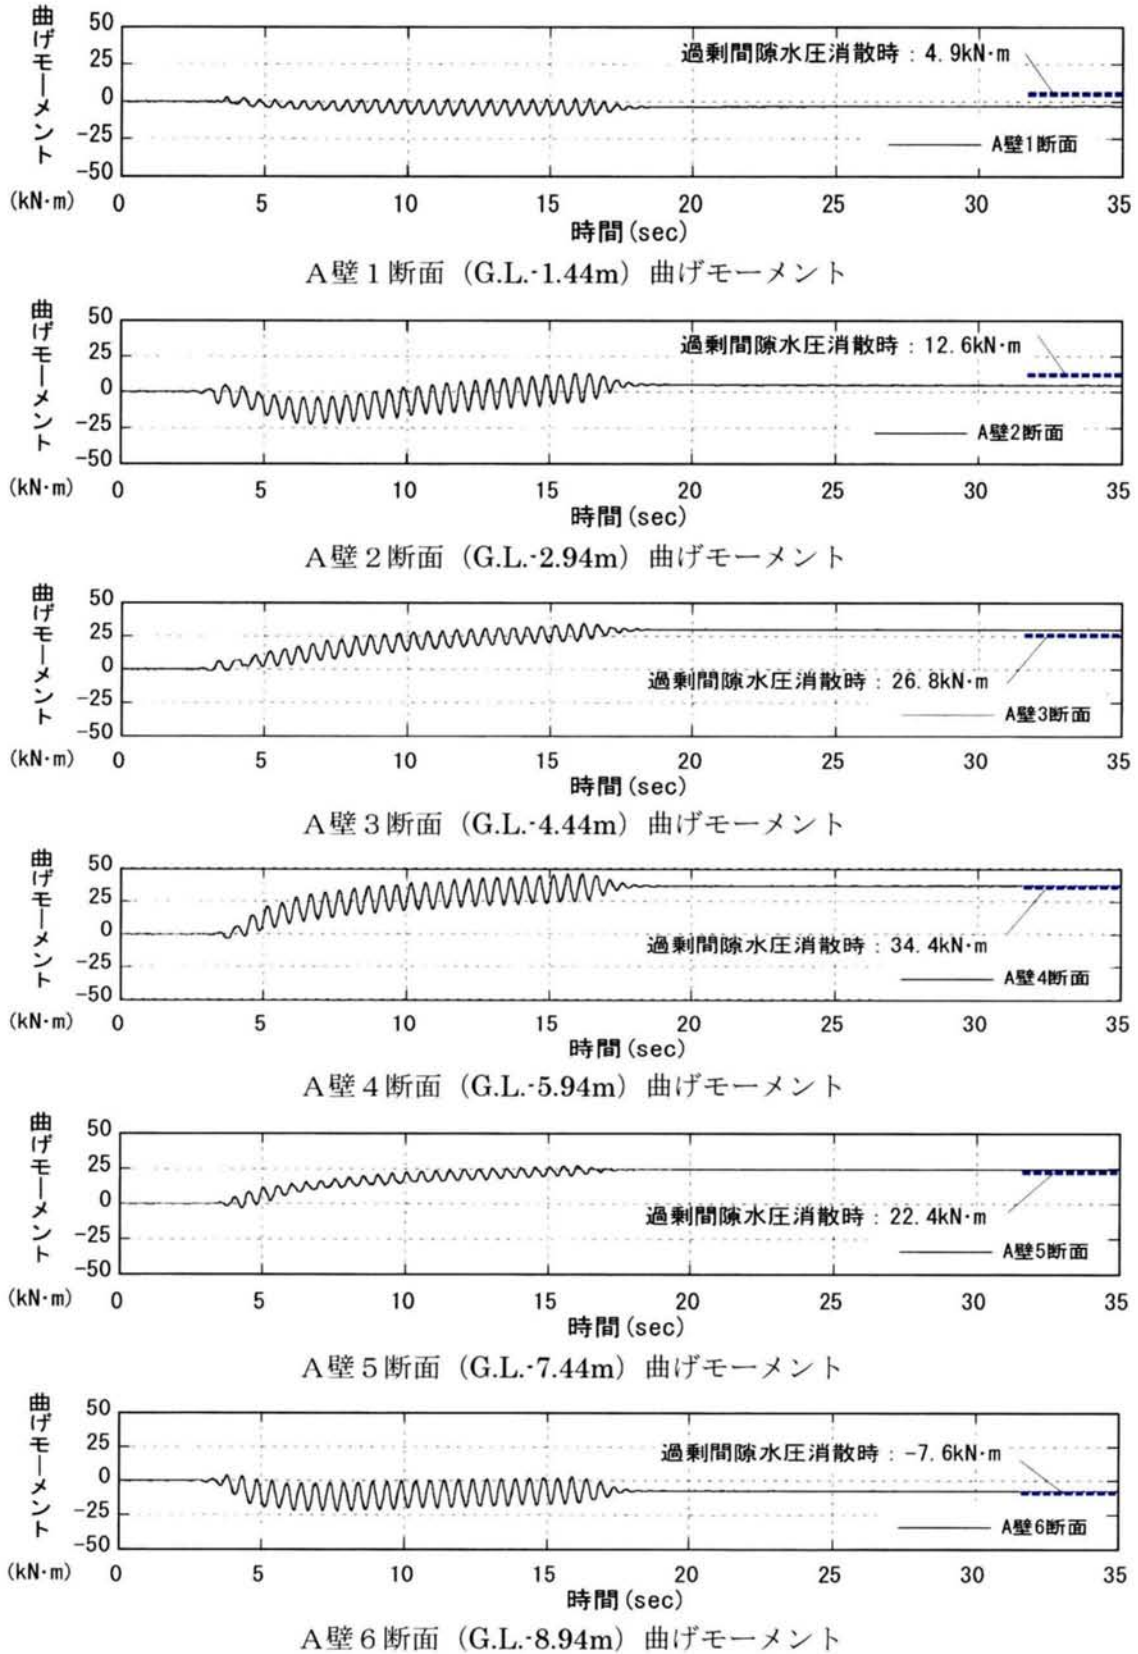 曲げモーメント
(kN·m)
50
25
0
-25
-50
過剰間隙水圧消散時：4.9kN·m
A壁1断面
0 5 10 15 20 25 30 35
時間(sec)
A壁1断面（G.L.-1.44m）曲げモーメント
曲げモーメント
(kN·m)
50
25
0
-25
-50
過剰間隙水圧消散時：12.6kN·m
A壁2断面
0 5 10 15 20 25 30 35
時間(sec)
A壁2断面（G.L.-2.94m）曲げモーメント
曲げモーメント
(kN·m)
50
25
0
-25
-50
過剰間隙水圧消散時：26.8kN·m
A壁3断面
0 5 10 15 20 25 30 35
時間(sec)
A壁3断面（G.L.-4.44m）曲げモーメント
曲げモーメント
(kN·m)
50
25
0
-25
-50
過剰間隙水圧消散時：34.4kN·m
A壁4断面
0 5 10 15 20 25 30 35
時間(sec)
A壁4断面（G.L.-5.94m）曲げモーメント
曲げモーメント
(kN·m)
50
25
0
-25
-50
過剰間隙水圧消散時：22.4kN·m
A壁5断面
0 5 10 15 20 25 30 35
時間(sec)
A壁5断面（G.L.-7.44m）曲げモーメント
曲げモーメント
(kN·m)
50
25
0
-25
-50
過剰間隙水圧消散時：-7.6kN·m
A壁6断面
0 5 10 15 20 25 30 35
時間(sec)
A壁6断面（G.L.-8.94m）曲げモーメント